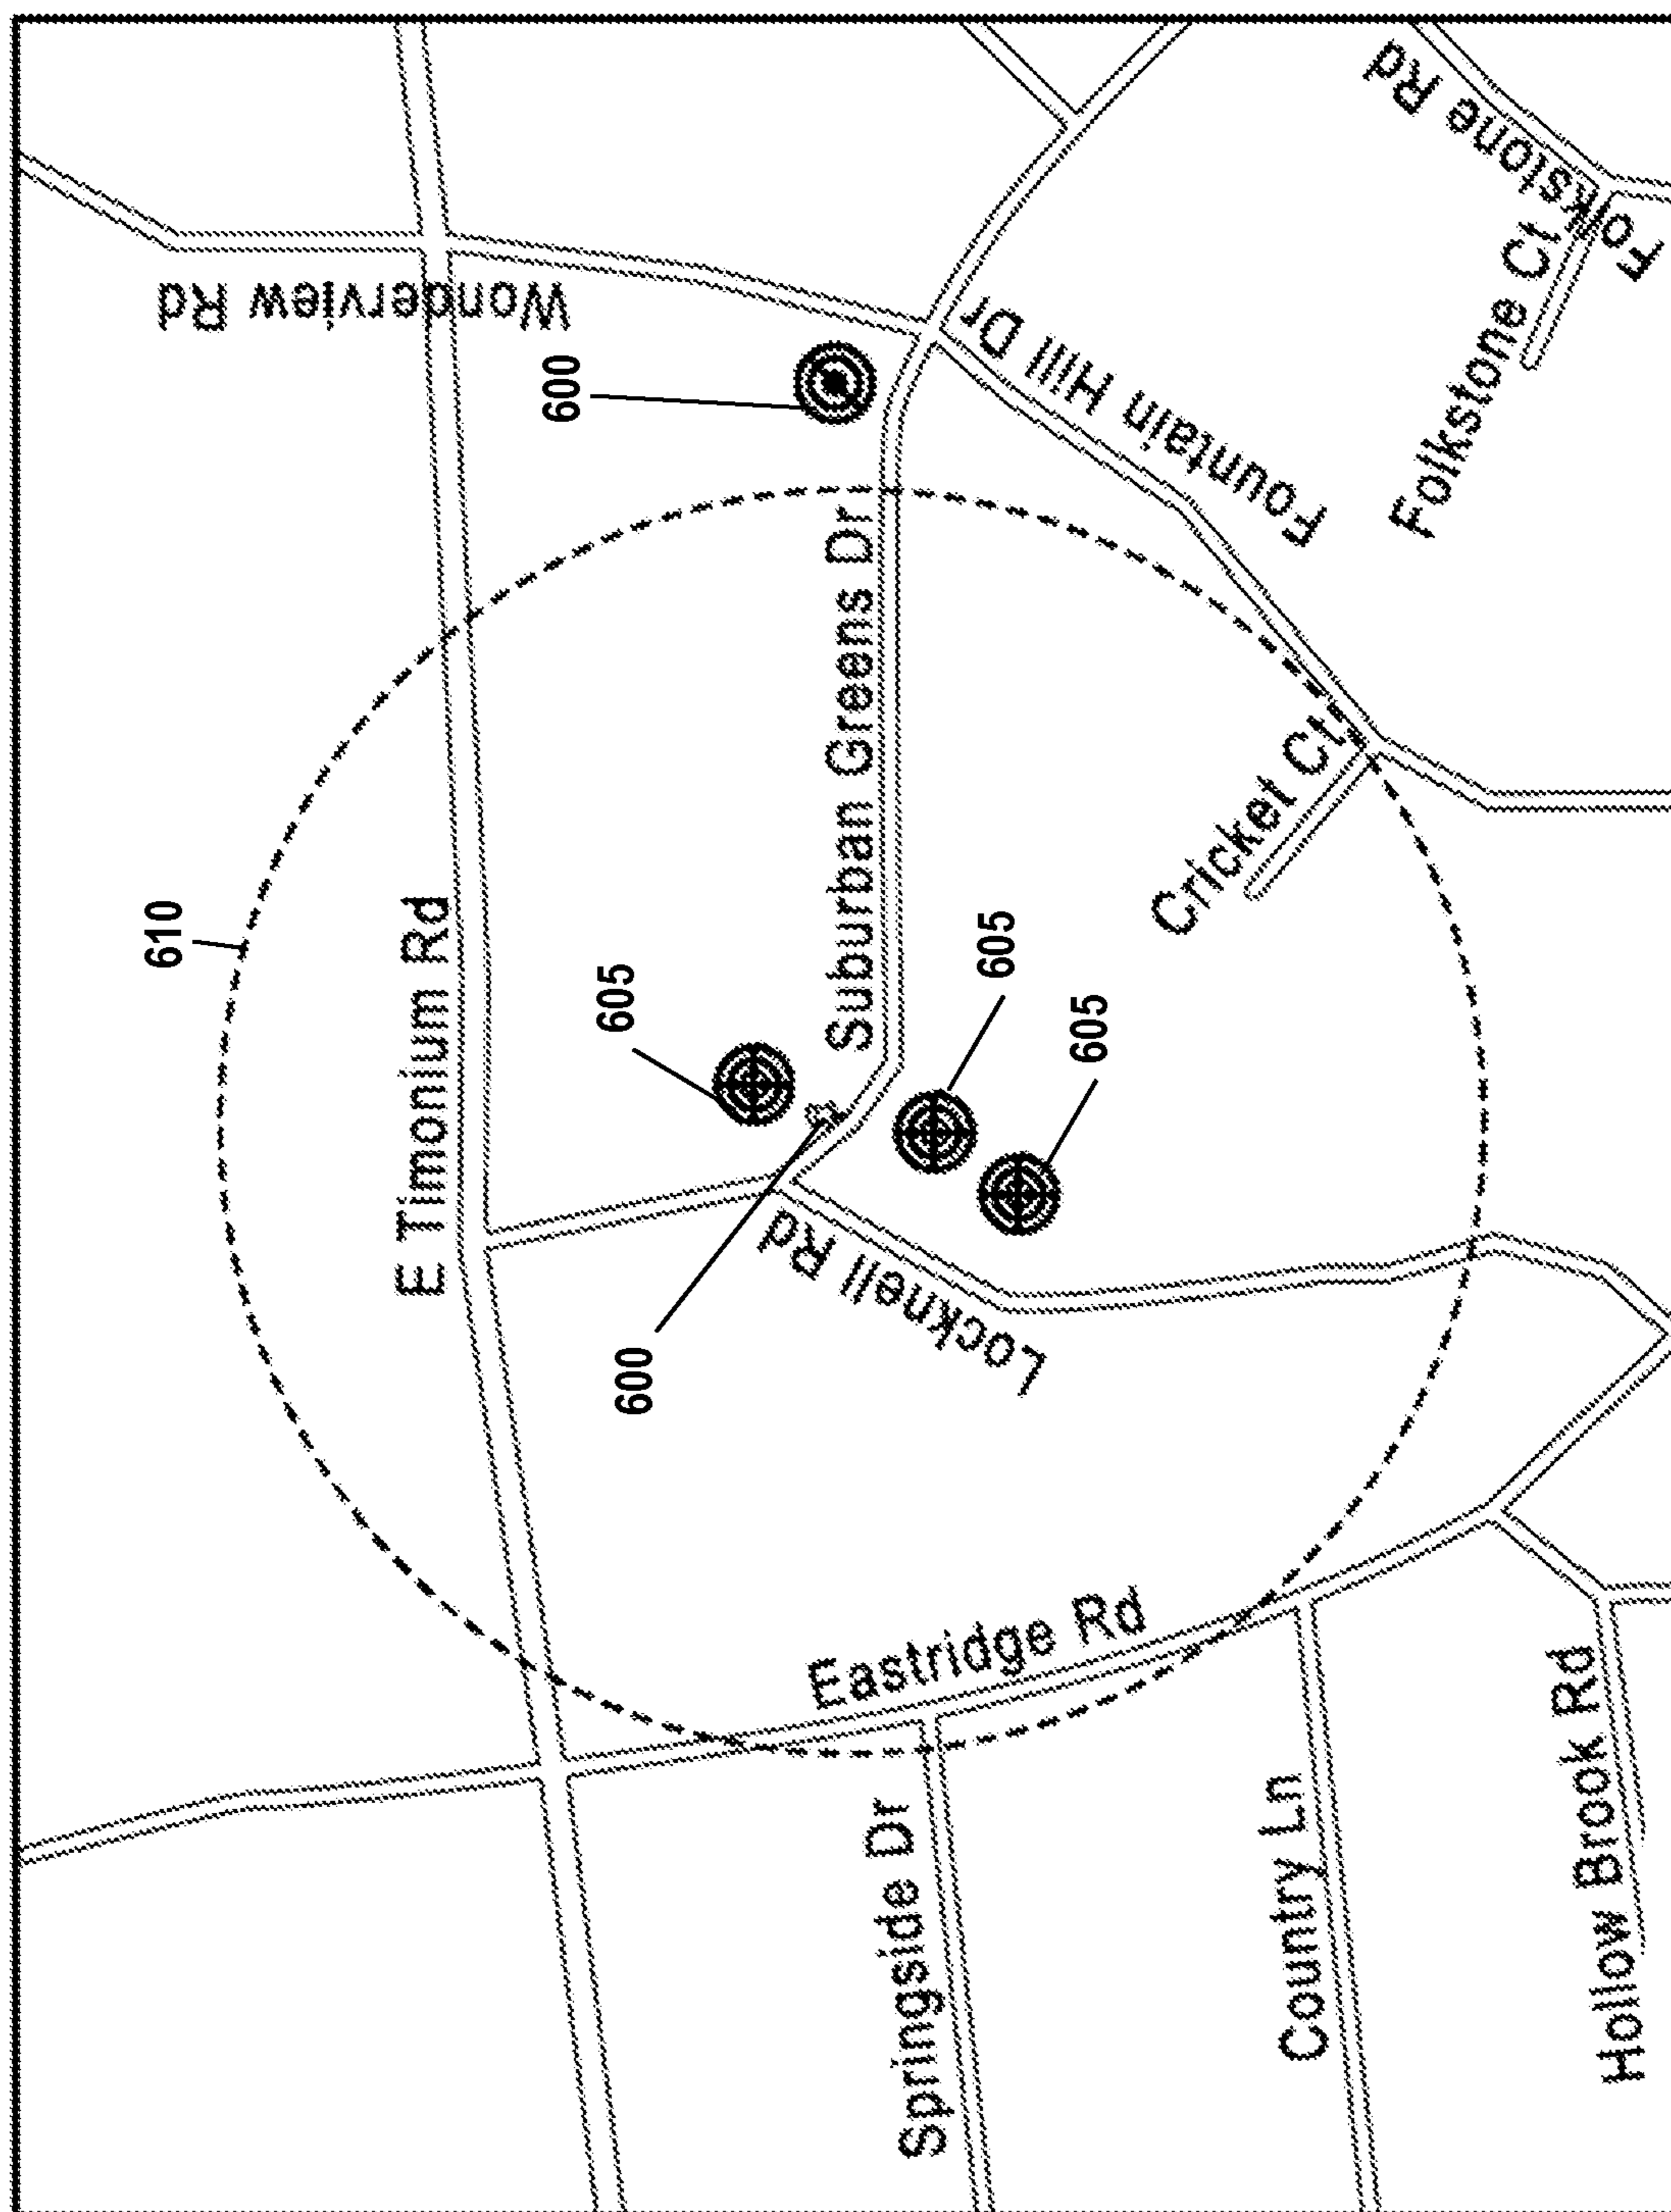 Wonderview Rd
600
Fountain Hill Dr
Folkstone Rd
Folkstone Ct
610
E Timonium Rd
605
Suburban Greens Dr
605
605
Cricket Ct
600
Locknell Rd
Eastridge Rd
Springside Dr
Country Ln
Hollow Brook Rd